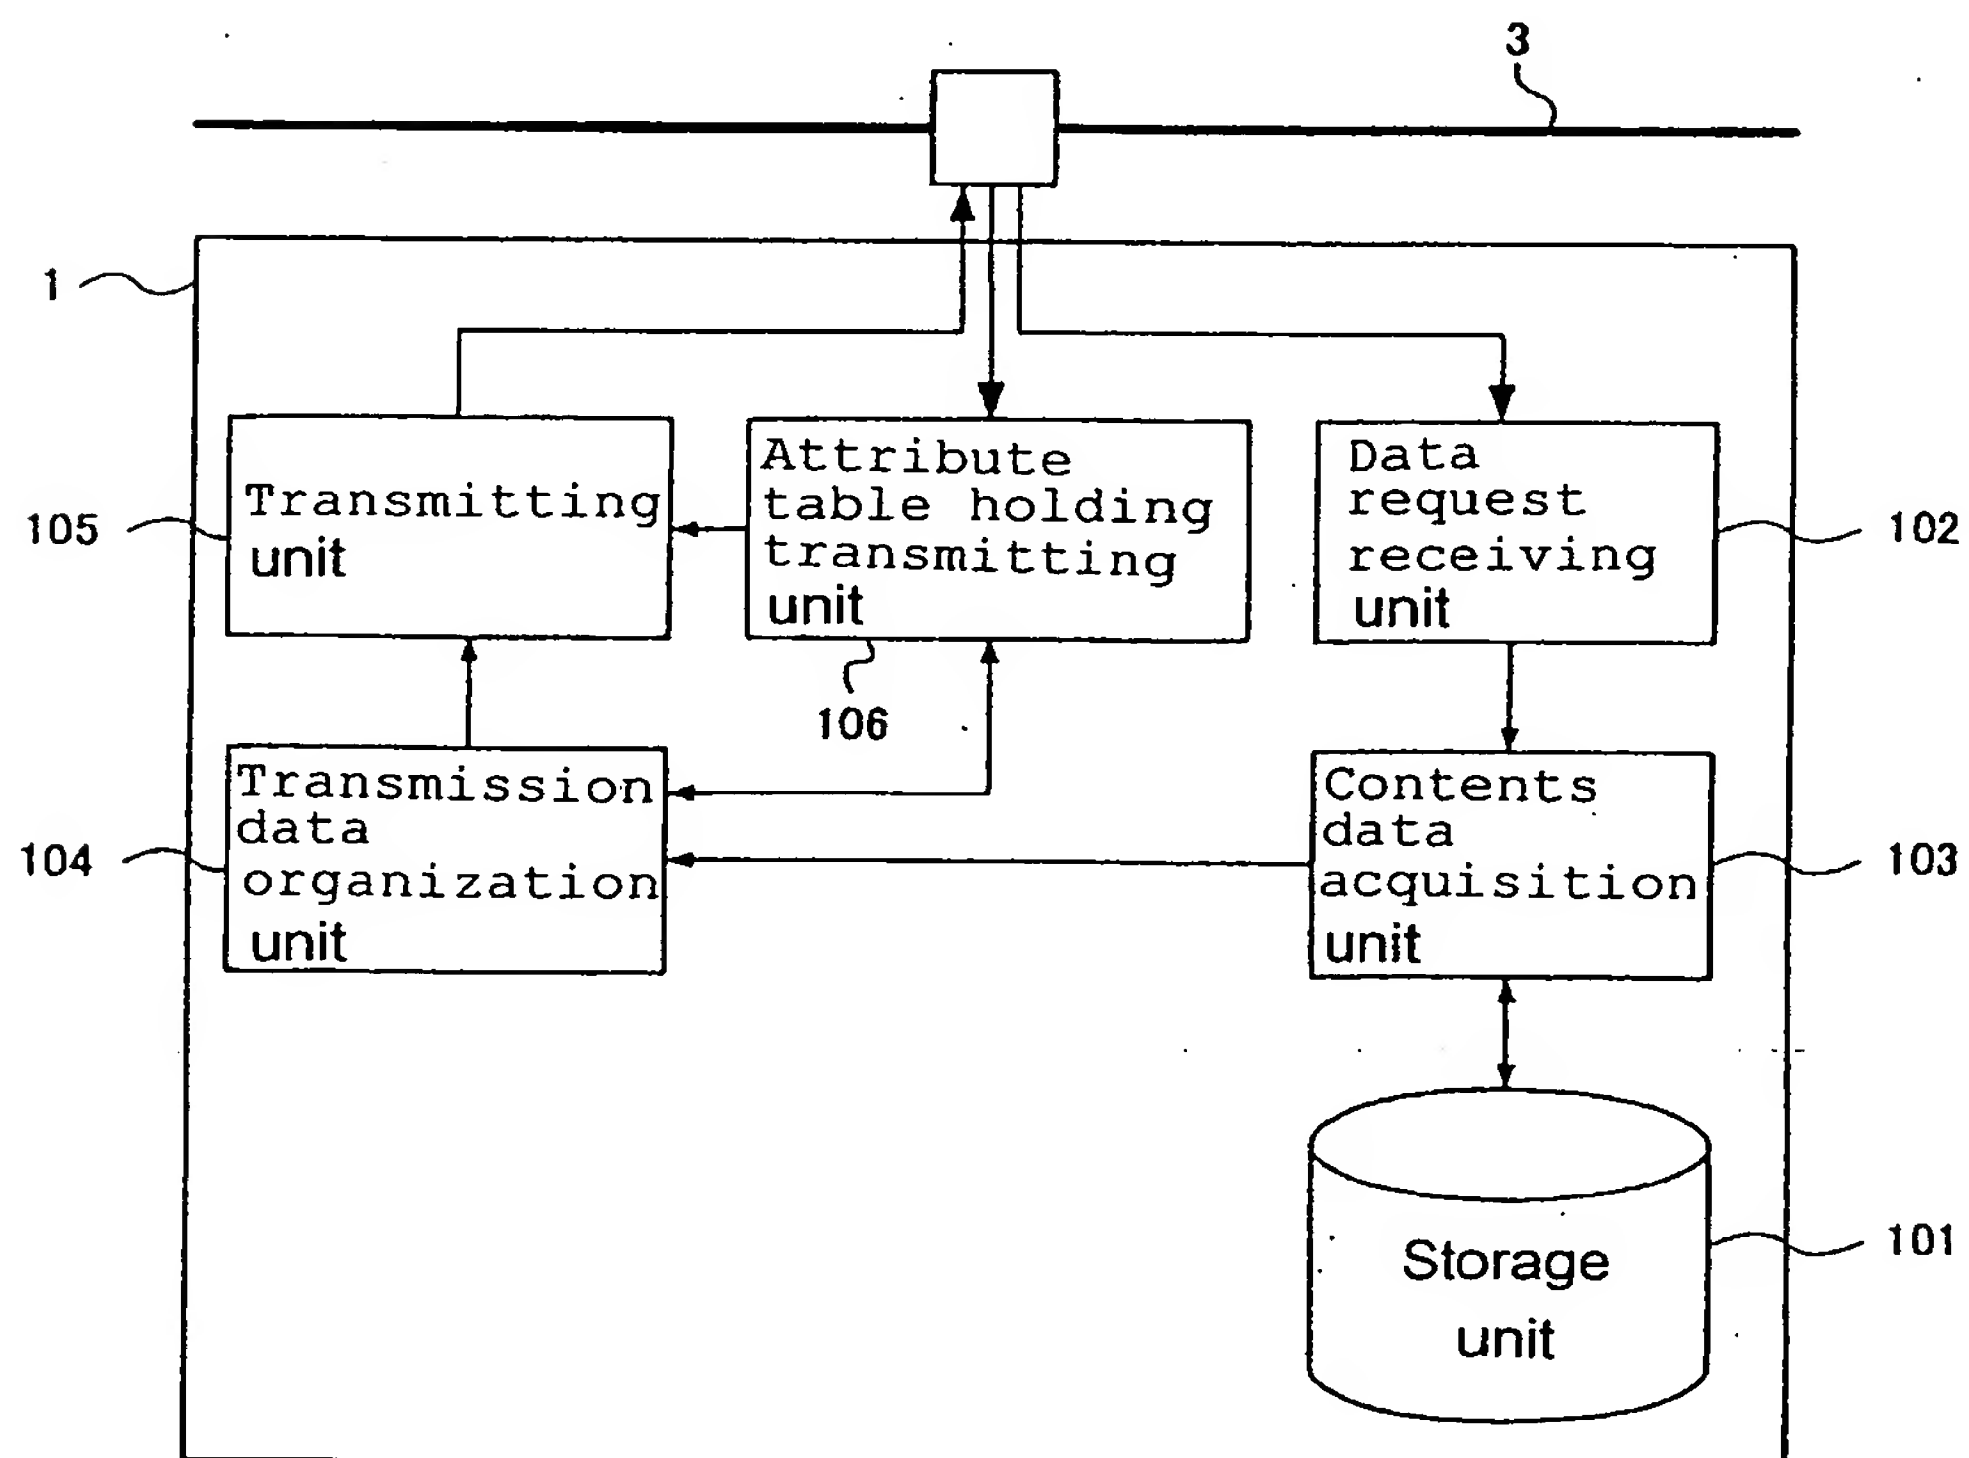 3
1
Transmitting
unit
105
Attribute
table holding
transmitting
unit
106
Data
request
receiving
unit
102
Transmission
data
organization
unit
104
Contents
data
acquisition
unit
103
Storage
unit
101